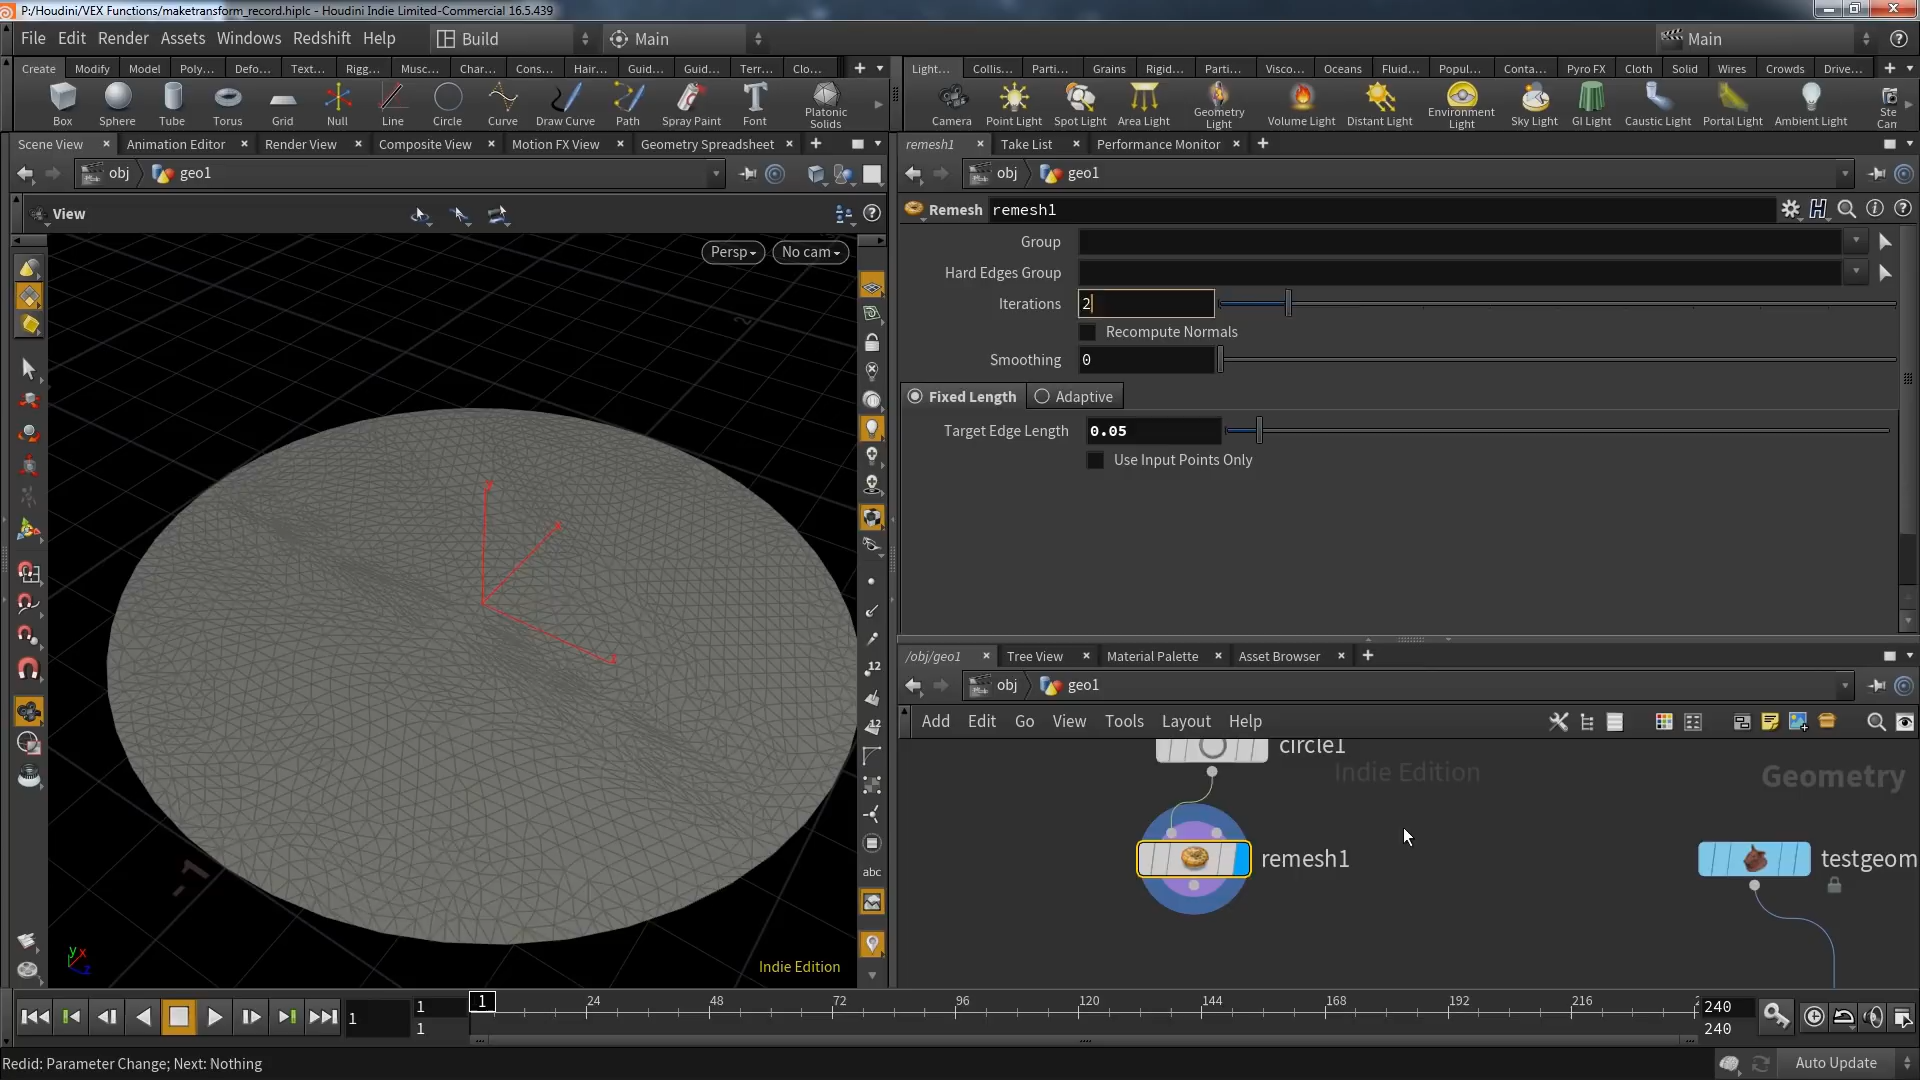 P:/Houdini/VEX Functions/maketransform_record.hiplc - Houdini Indie Limited-Commercial 16.5.439
File Edit Render Assets Windows Redshift Help Build Main Main
Create Modify Model Poly... Defo... Text... Rigg... Musc... Char... Cons... Hair... Guid... Guid... Terr... Clo...
Light... Collis... Parti... Grains Rigid... Parti... Visco... Oceans Fluid... Popul... Conta... Pyro FX Cloth Solid Wires Crowds Drive...
Box Sphere Tube Torus Grid Null Line Circle Curve Draw Curve Path Spray Paint Font Platonic Solids
Camera Point Light Spot Light Area Light Geometry Light Volume Light Distant Light Environment Light Sky Light GI Light Caustic Light Portal Light Ambient Light Ste Cam
Scene View Animation Editor Render View Composite View Motion FX View Geometry Spreadsheet
remesh1 Take List Performance Monitor
obj geo1
obj geo1
View
Persp No cam
Remesh remesh1
Group
Hard Edges Group
Iterations 2
Recompute Normals
Smoothing 0
Fixed Length Adaptive
Target Edge Length 0.05
Use Input Points Only
12
12
abc
y
x
Indie Edition
/obj/geo1 Tree View Material Palette Asset Browser
obj geo1
Add Edit Go View Tools Layout Help
circle1
Indie Edition
Geometry
remesh1
testgeom
1
1
1
1 24 48 72 96 120 144 168 192 216 2
240
240
Redid: Parameter Change; Next: Nothing
Auto Update